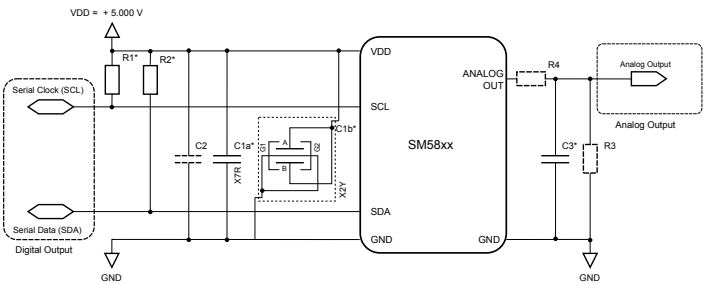 VDD = + 5.000 V
R1*
R2*
Serial Clock (SCL)
Serial Data (SDA)
Digital Output
GND
C2
C1a*
X7R
C1b*
G1
A
B
G2
X2Y
VDD
SCL
SDA
GND
SM58xx
ANALOG
OUT
GND
R4
C3*
R3
GND
Analog Output
Analog Output